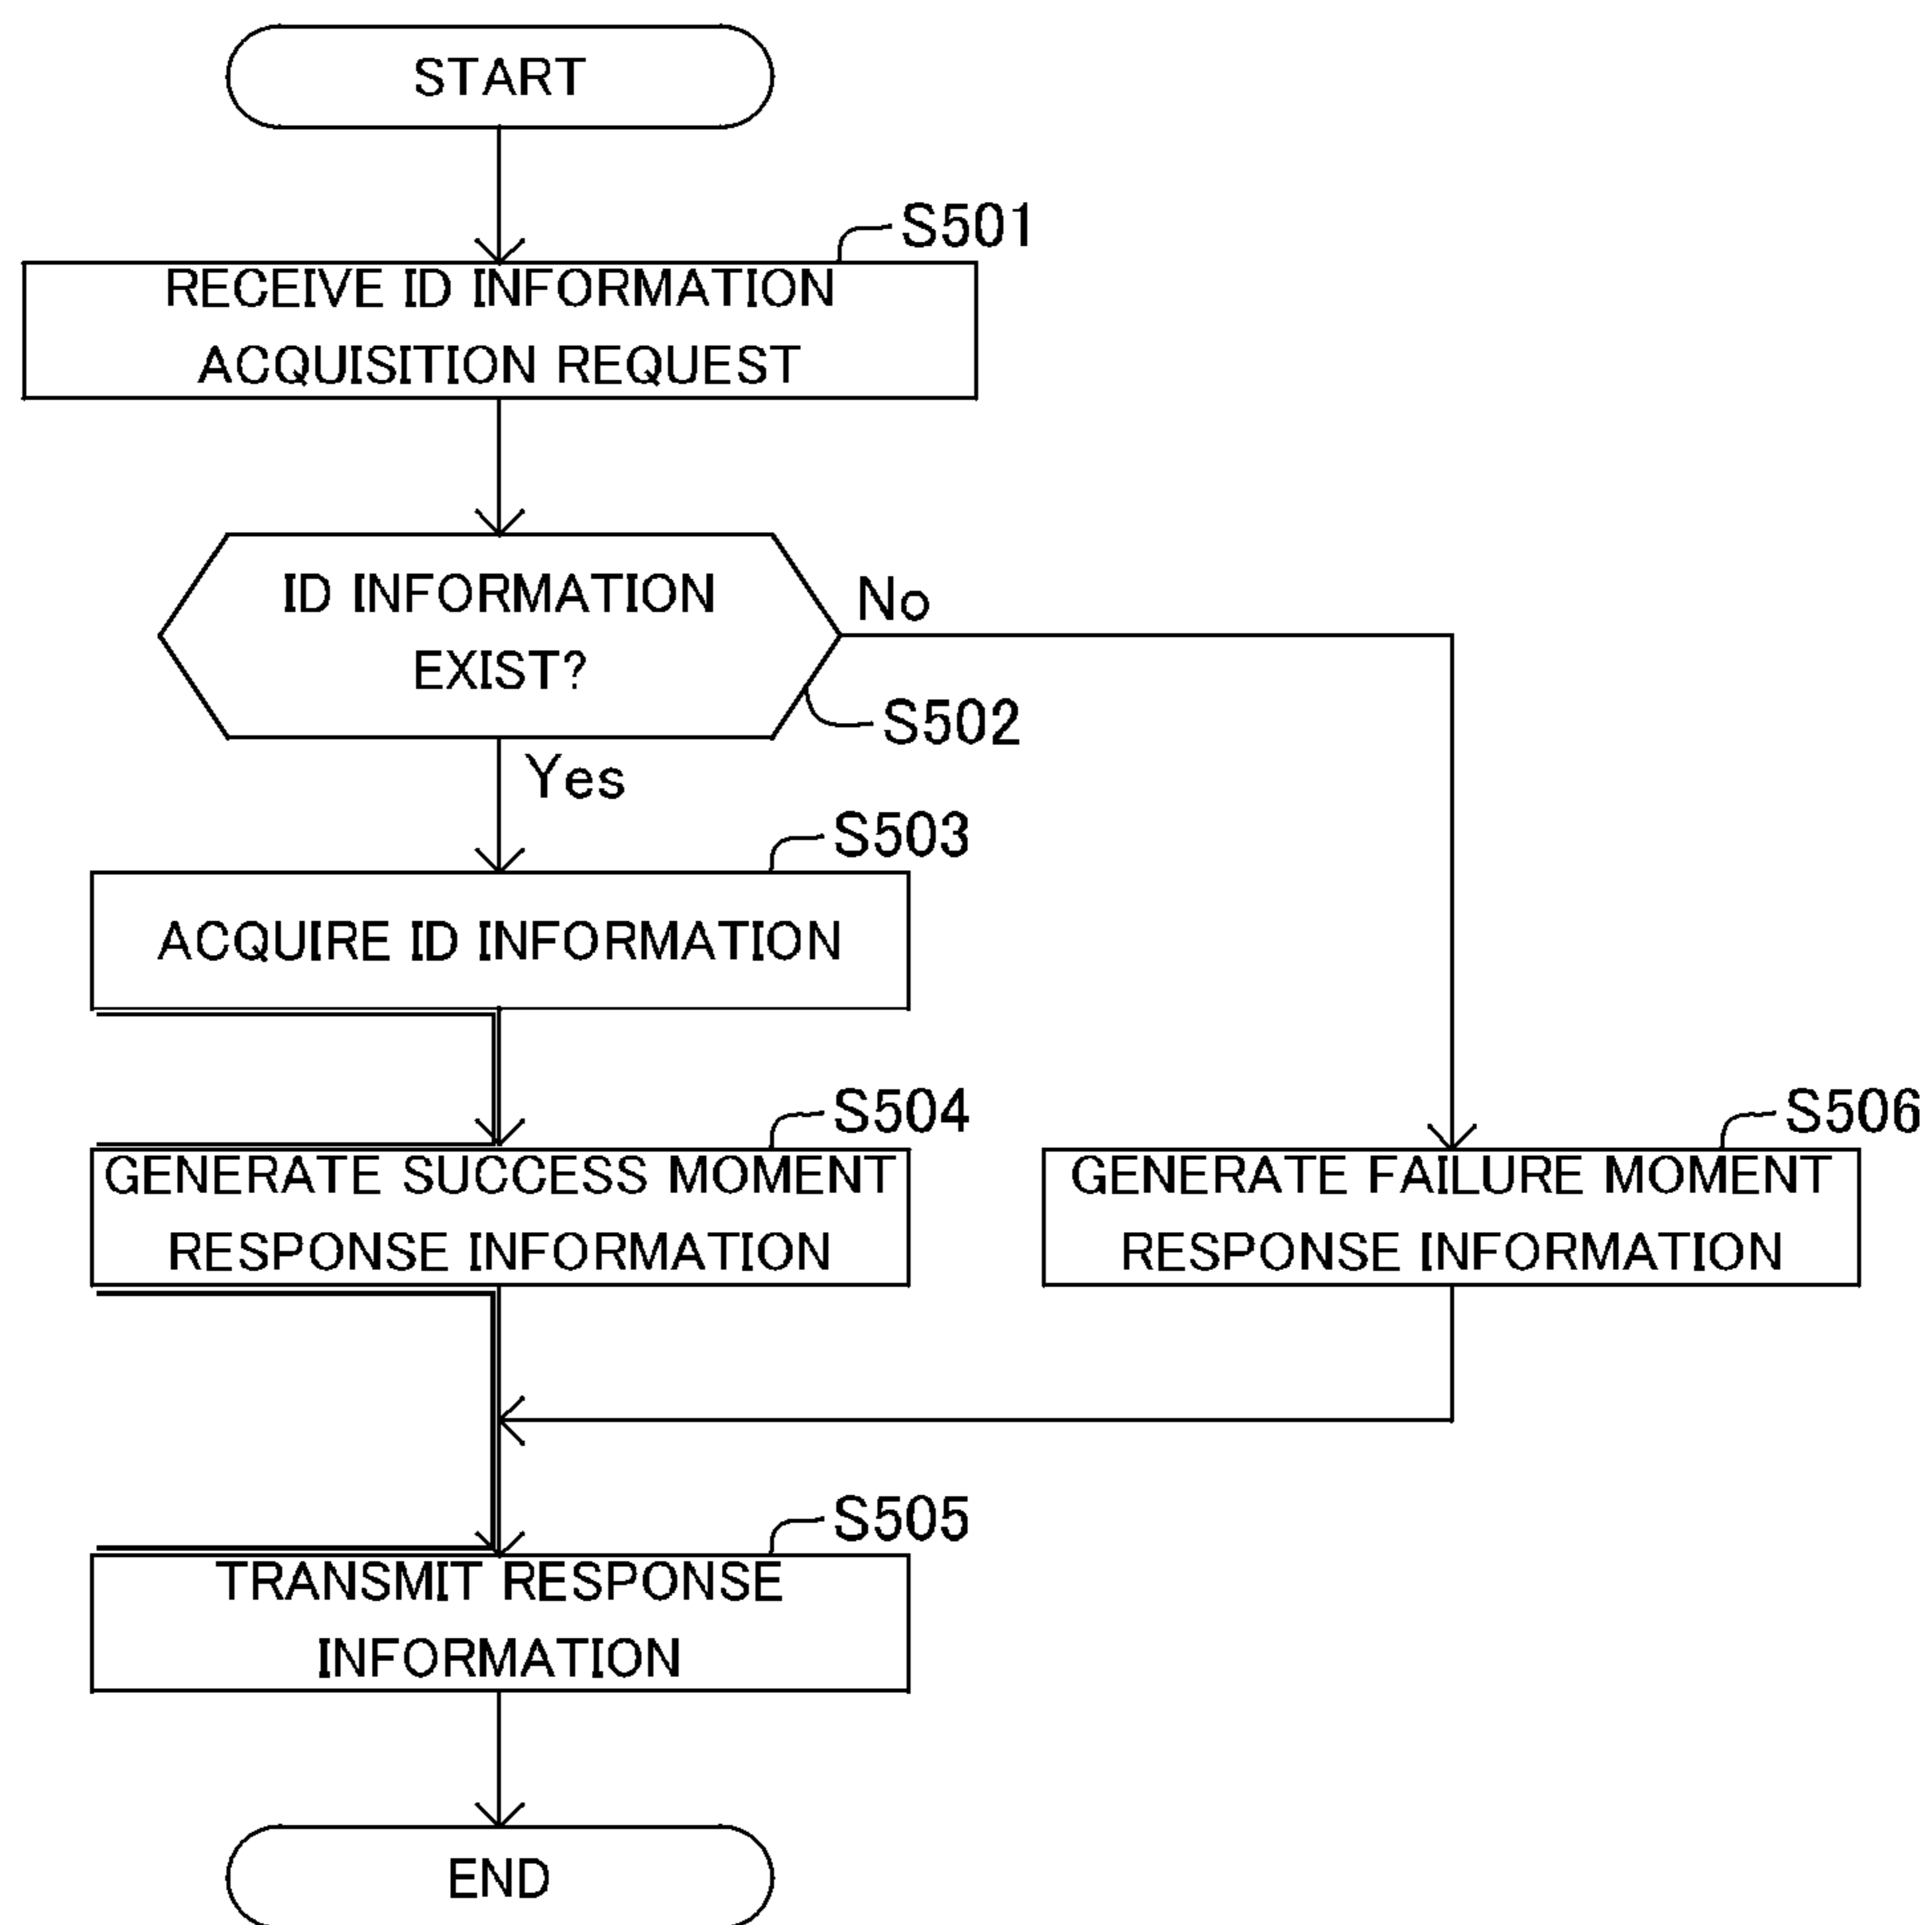 START
S501
RECEIVE ID INFORMATION
ACQUISITION REQUEST
ID INFORMATION
EXIST?
No
S502
Yes
S503
ACQUIRE ID INFORMATION
S504
GENERATE SUCCESS MOMENT
RESPONSE INFORMATION
S506
GENERATE FAILURE MOMENT
RESPONSE INFORMATION
S505
TRANSMIT RESPONSE
INFORMATION
END